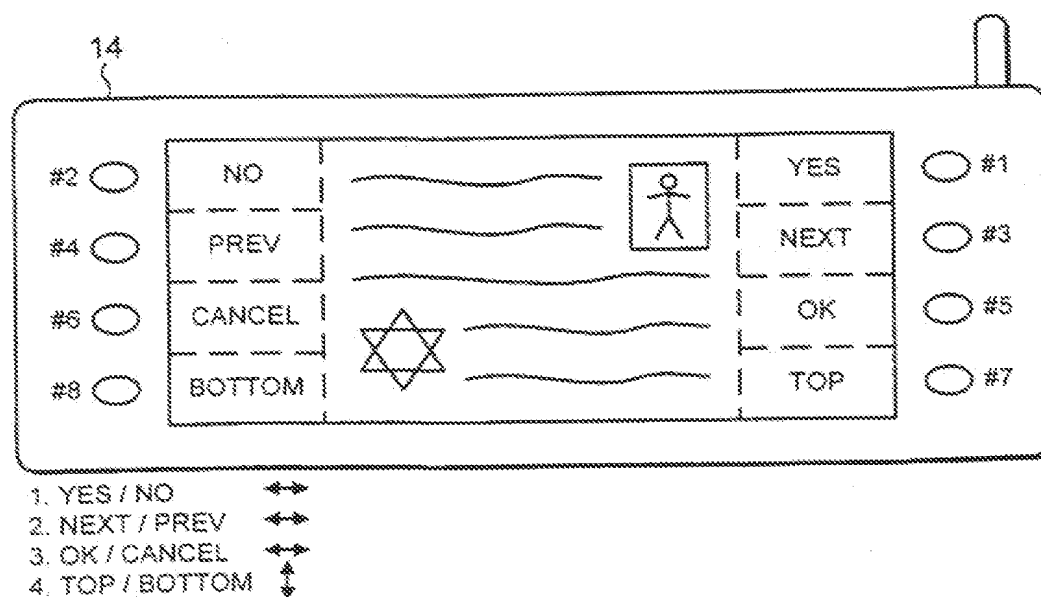 14
#2 NO YES #1
#4 PREV NEXT #3
#6 CANCEL OK #5
#8 BOTTOM TOP #7
1. YES / NO
2. NEXT / PREV
3. OK / CANCEL
4. TOP / BOTTOM